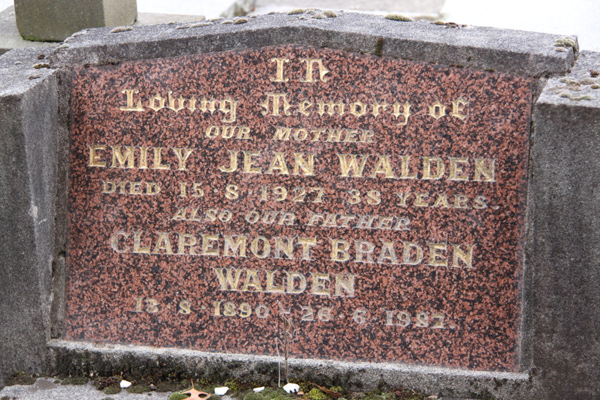 In
Loving Memory of
OUR MOTHER
EMILY JEAN WALDEN
DIED 15·8·1927 38 YEARS.
ALSO OUR FATHER
CLAREMONT BRADEN
WALDEN
13·8·1890 - 26·6·1982.